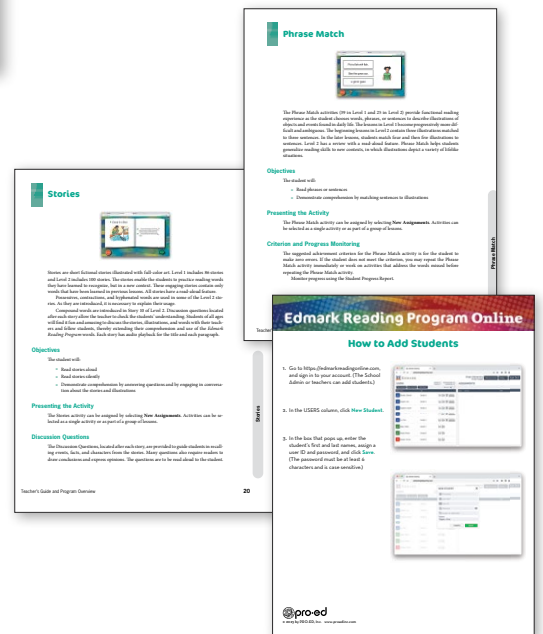 Phrase Match
The Phrase Match activities (39 in Level 1 and 25 in Level 2) provide functional reading
experience as the student chooses words, phrases, or sentences to describe illustrations of
objects and events found in daily life. The lessons in Level 1 become progressively more dif-
ficult and ambiguous. The beginning lessons in Level 2 contain three illustrations matched
to three sentences. In the later lessons, students match four and then five illustrations to
sentences. Level 2 has a review with a read-aloud feature. Phrase Match helps students
generalize reading skills to new contexts, in which illustrations depict a variety of lifelike
situations.
Objectives
The student will:
• Read phrases or sentences
• Demonstrate comprehension by matching sentences to illustrations
Presenting the Activity
The Phrase Match activity can be assigned by selecting New Assignments. Activities can
be selected as a single activity or as part of a group of lessons.
Criterion and Progress Monitoring
The suggested achievement criterion for the Phrase Match activity is for the student to
make zero errors. If the student does not meet the criterion, you may repeat the Phrase
Match activity immediately or work on activities that address the words missed before
repeating the Phrase Match activity.
Monitor progress using the Student Progress Report.
Phrase Match
Teacher
Stories
Stories are short fictional stories illustrated with full-color art. Level 1 includes 86 stories
and Level 2 includes 100 stories. The stories enable the students to practice reading words
they have learned to recognize, but in a new context. These engaging stories contain only
words that have been learned in previous lessons. All stories have a read-aloud feature.
Possessives, contractions, and hyphenated words are used in some of the Level 2 sto-
ries. As they are introduced, it is necessary to explain their usage.
Compound words are introduced in Story 10 of Level 2. Discussion questions located
after each story allow the teacher to check the students' understanding. Students of all ages
will find it fun and amusing to discuss the stories, illustrations, and words with their teach-
ers and fellow students, thereby extending their comprehension and use of the Edmark
Reading Program words. Each story has audio playback for the title and each paragraph.
Objectives
The student will:
• Read stories aloud
• Read stories silently
• Demonstrate comprehension by answering questions and by engaging in conversa-
tion about the stories and illustrations
Presenting the Activity
The Stories activity can be assigned by selecting New Assignments. Activities can be se-
lected as a single activity or as part of a group of lessons.
Discussion Questions
The Discussion Questions, located after each story, are provided to guide students in recall-
ing events, facts, and characters from the stories. Many questions also require readers to
draw conclusions and express opinions. The questions are to be read aloud to the student.
Stories
Teacher's Guide and Program Overview
20
Edmark Reading Program Online
How to Add Students
1. Go to https://edmarkreadingonline.com,
and sign in to your account. (The School
Admin or teachers can add students.)
2. In the USERS column, click New Student.
3. In the box that pops up, enter the
student's first and last names, assign a
user ID and password, and click Save.
(The password must be at least 6
characters and is case sensitive.)
pro·ed
by PRO-ED, Inc. www.proedinc.com